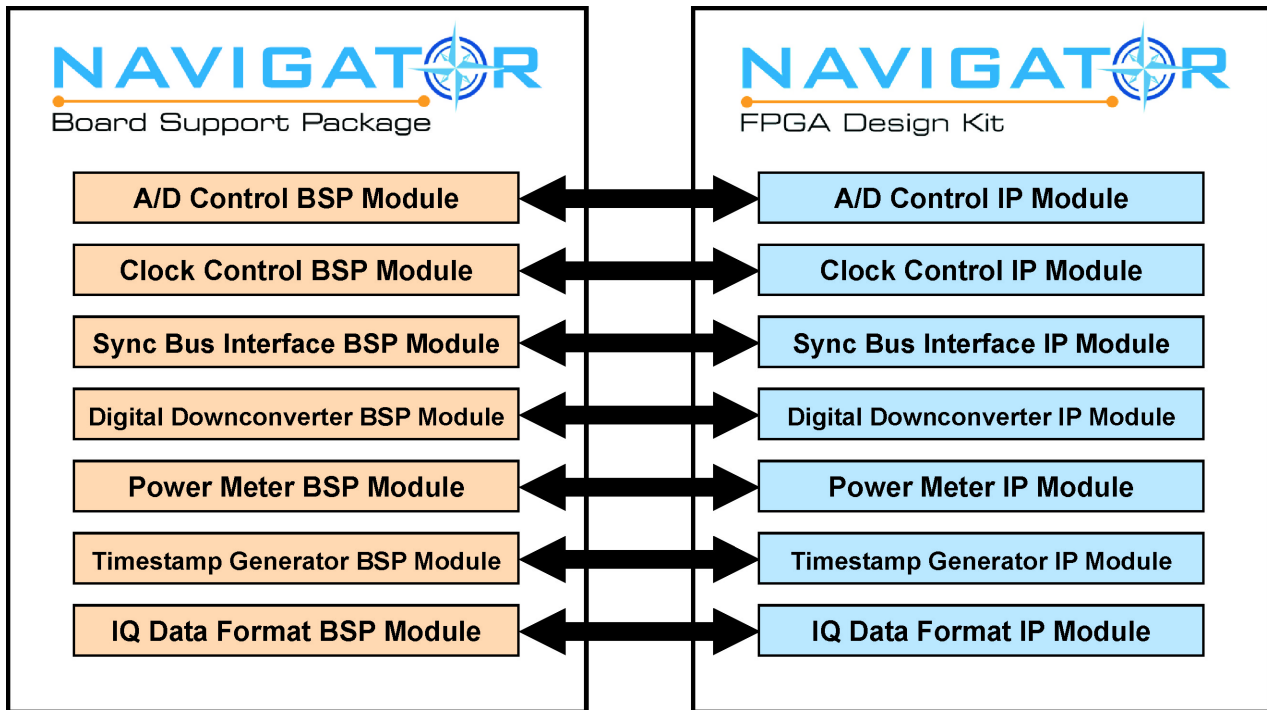 NAVIGATOR
Board Support Package
A/D Control BSP Module
Clock Control BSP Module
Sync Bus Interface BSP Module
Digital Downconverter BSP Module
Power Meter BSP Module
Timestamp Generator BSP Module
IQ Data Format BSP Module
NAVIGATOR
FPGA Design Kit
A/D Control IP Module
Clock Control IP Module
Sync Bus Interface IP Module
Digital Downconverter IP Module
Power Meter IP Module
Timestamp Generator IP Module
IQ Data Format IP Module